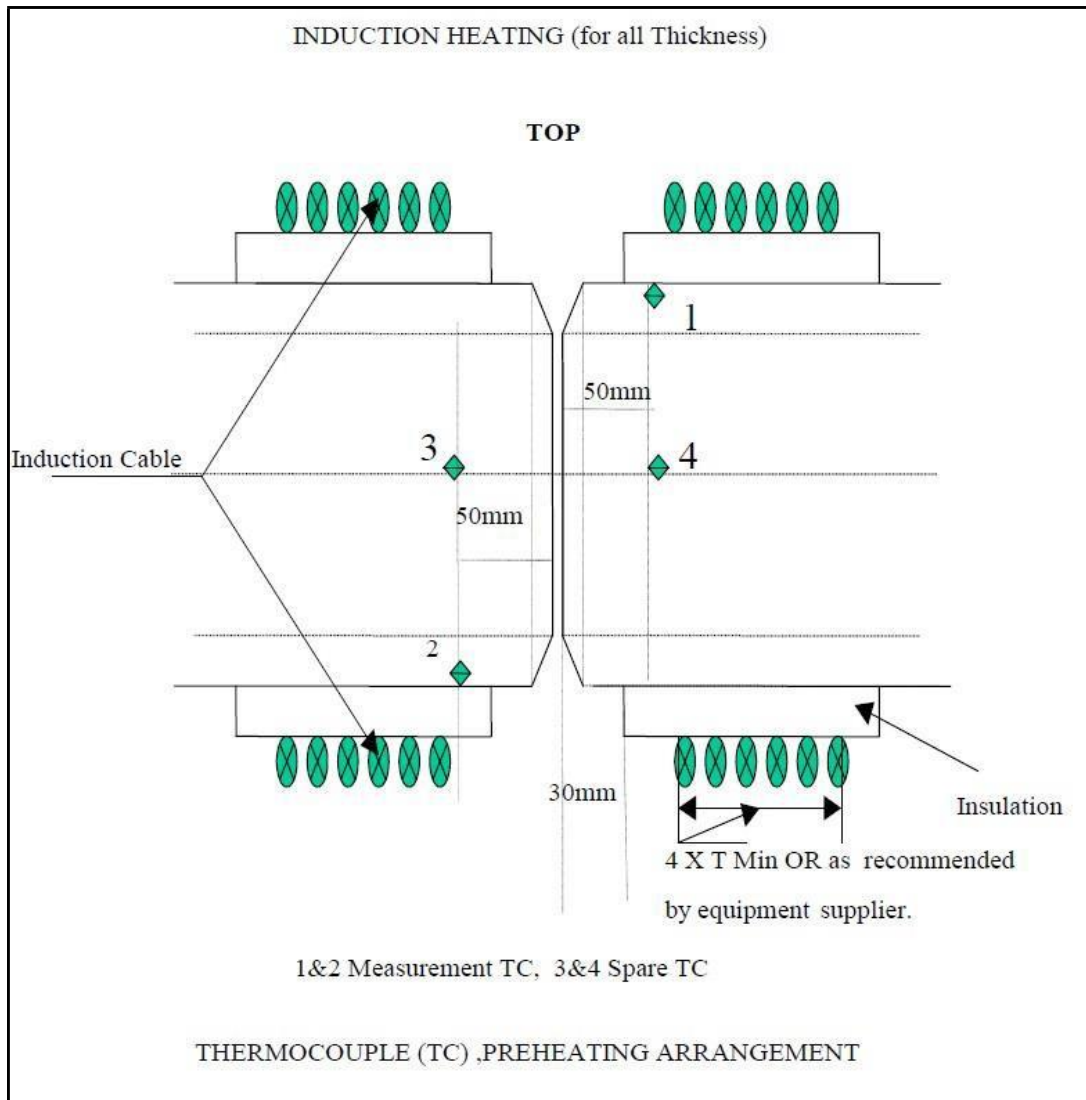 INDUCTION HEATING (for all Thickness)
TOP
1
50mm
3
4
Induction Cable
50mm
2
30mm
Insulation
4 X T Min OR as recommended
by equipment supplier.
1&2 Measurement TC, 3&4 Spare TC
THERMOCOUPLE (TC) ,PREHEATING ARRANGEMENT